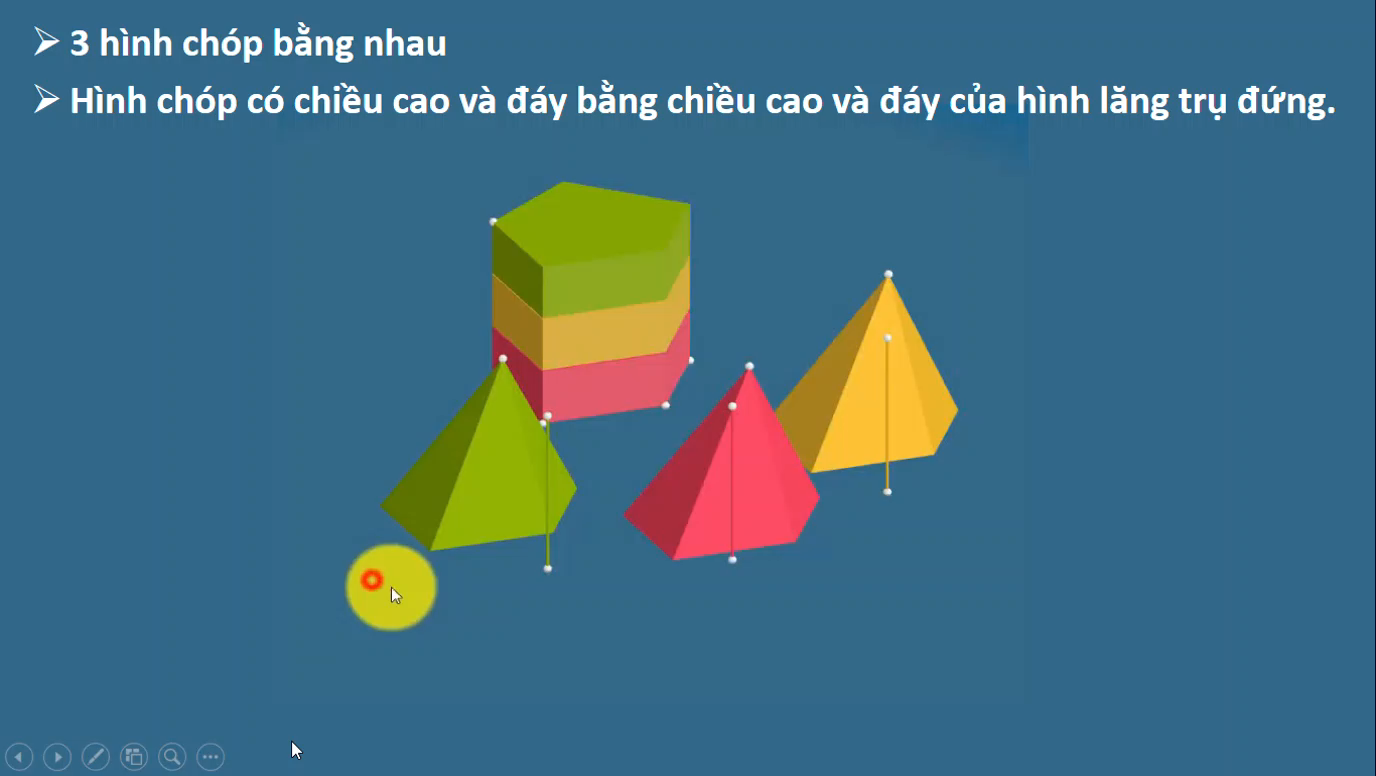 3 hình chóp bằng nhau
Hình chóp có chiều cao và đáy bằng chiều cao và đáy của hình lăng trụ đứng.